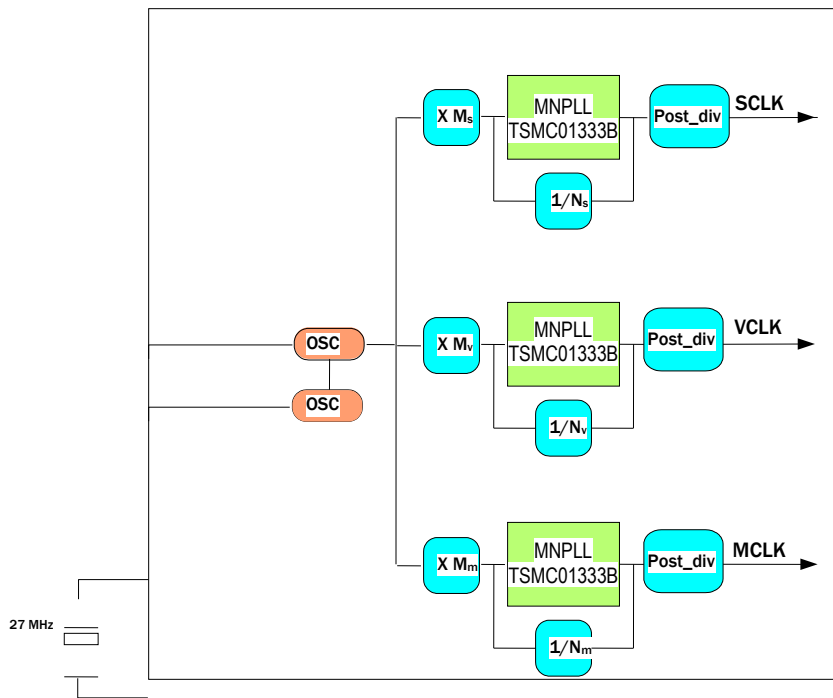 X Ms
MNPLL
TSMC01333B
Post_div
SCLK
1/Ns
OSC
X Mv
MNPLL
TSMC01333B
Post_div
VCLK
OSC
1/Nv
X Mm
MNPLL
TSMC01333B
Post_div
MCLK
27 MHz
1/Nm